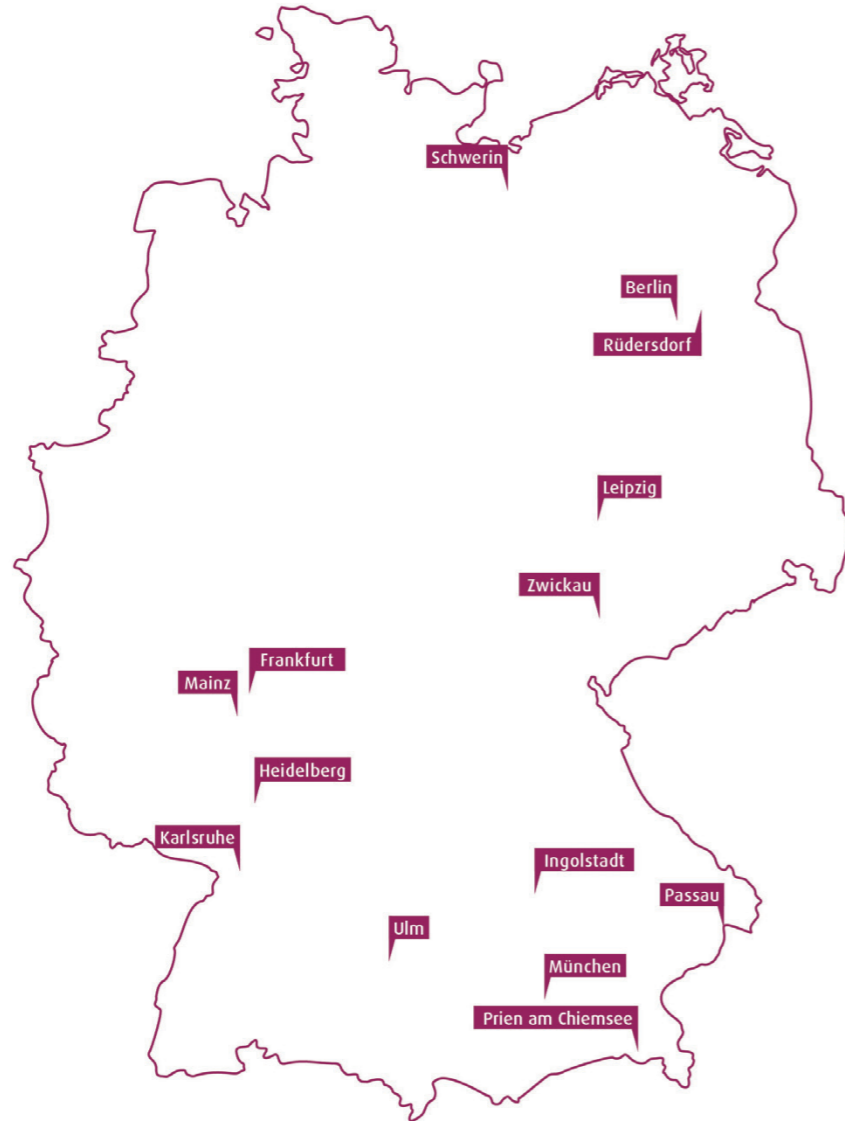 Schwerin
Berlin
Rüdersdorf
Leipzig
Zwickau
Frankfurt
Mainz
Heidelberg
Karlsruhe
Ingolstadt
Passau
Ulm
München
Prien am Chiemsee